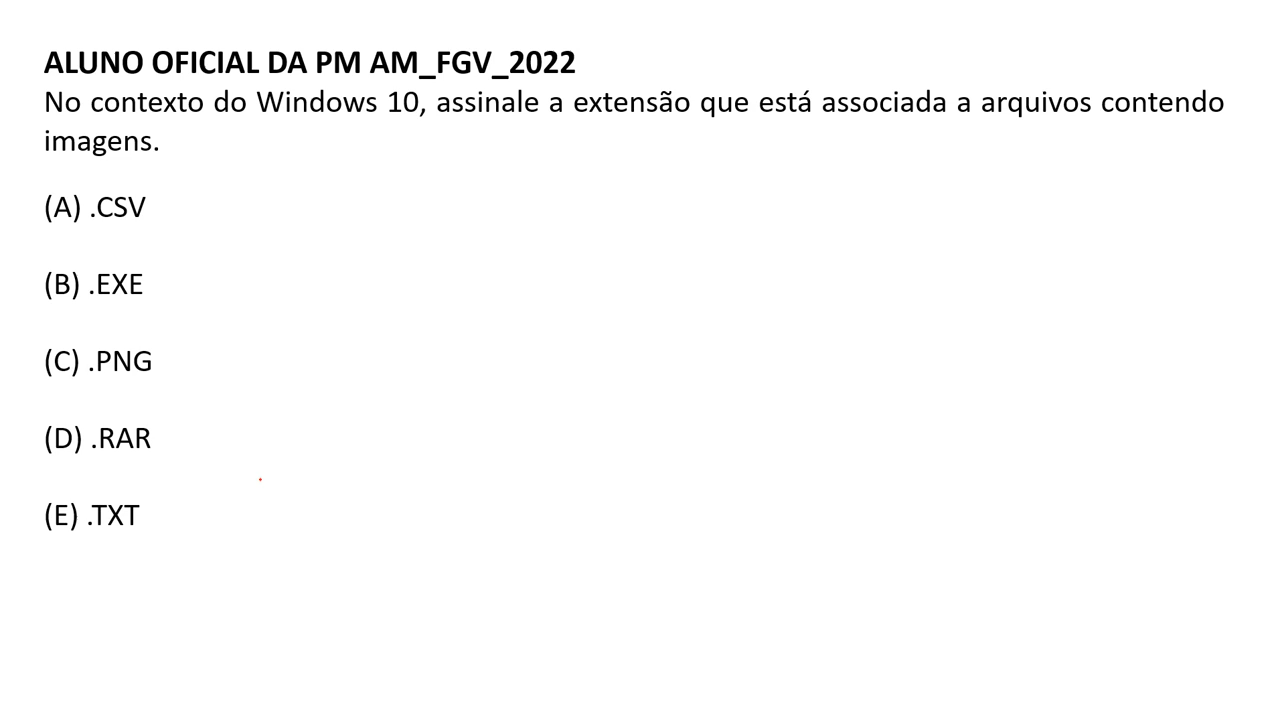 ALUNO OFICIAL DA PM AM_FGV_2022
No contexto do Windows 10, assinale a extensão que está associada a arquivos contendo
imagens.
(A) .CSV
(B) .EXE
(C) .PNG
(D) .RAR
(E) .TXT